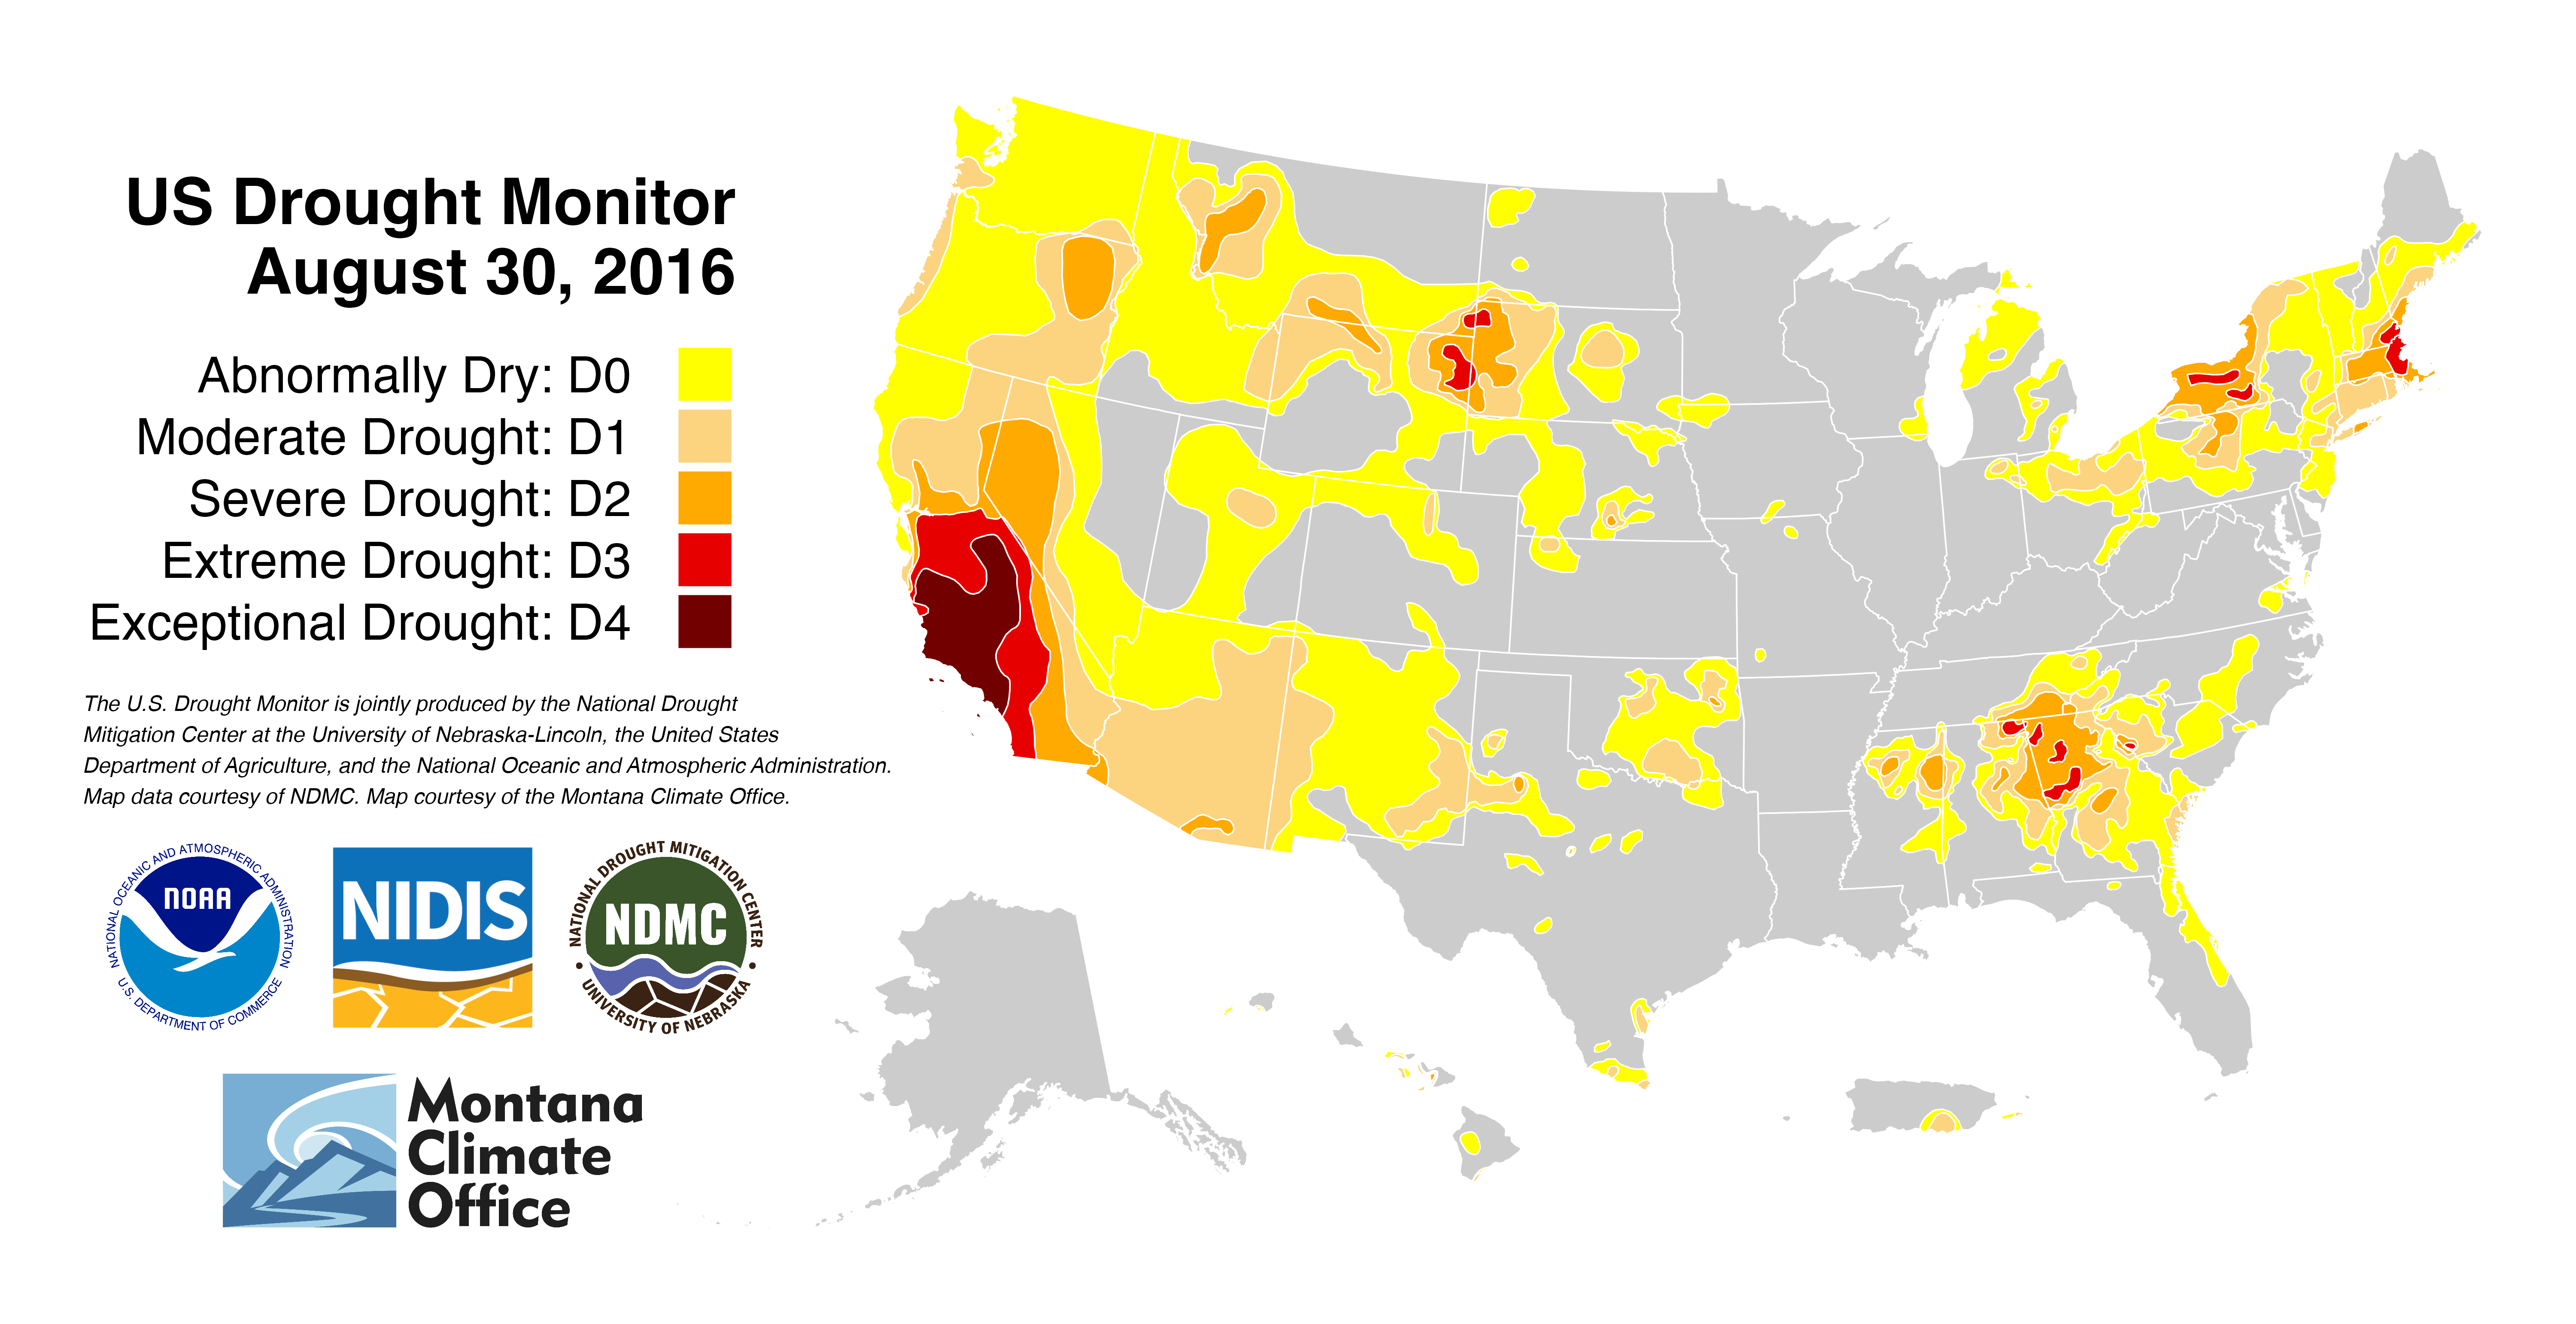 US Drought Monitor
August 30, 2016
Abnormally Dry: D0
Moderate Drought: D1
Severe Drought: D2
Extreme Drought: D3
Exceptional Drought: D4
The U.S. Drought Monitor is jointly produced by the National Drought
Mitigation Center at the University of Nebraska-Lincoln, the United States
Department of Agriculture, and the National Oceanic and Atmospheric Administration.
Map data courtesy of NDMC. Map courtesy of the Montana Climate Office.
NATIONAL OCEANIC AND ATMOSPHERIC ADMINISTRATION
NOAA
U.S. DEPARTMENT OF COMMERCE
NIDIS
NATIONAL DROUGHT MITIGATION CENTER
NDMC
UNIVERSITY OF NEBRASKA
Montana
Climate
Office